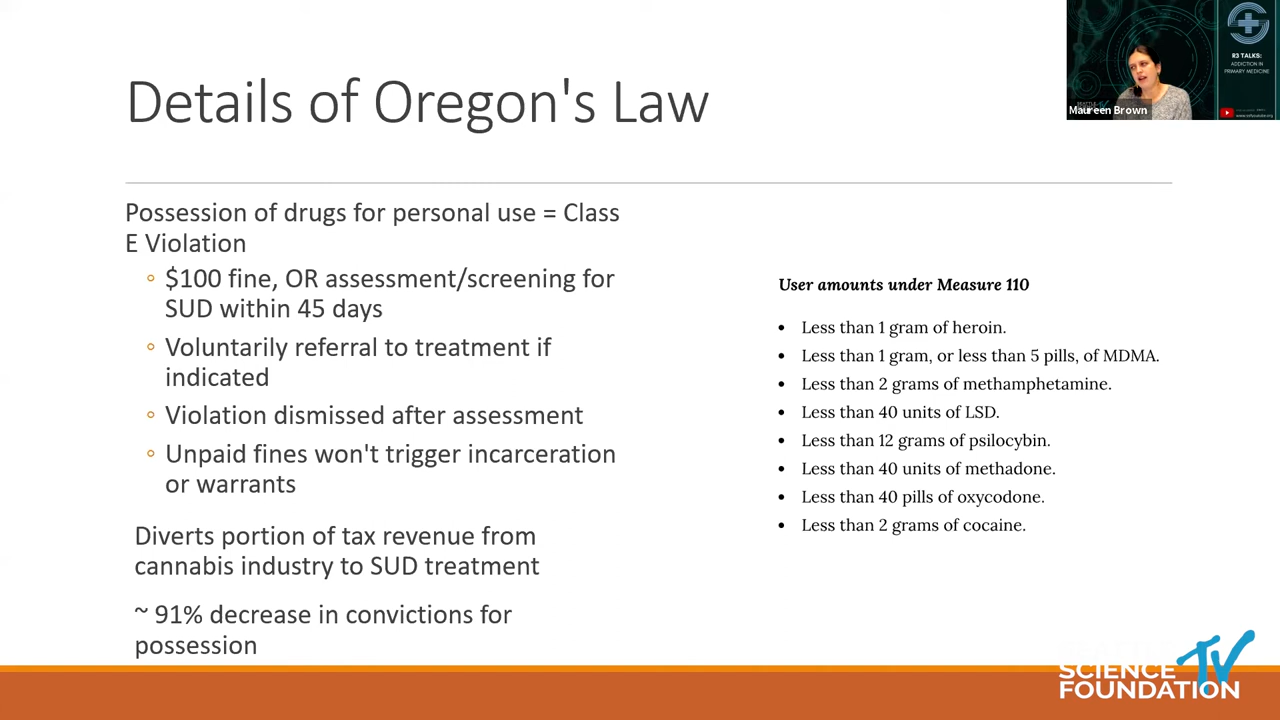 Details of Oregon's Law
Possession of drugs for personal use = Class
E Violation
◦ $100 fine, OR assessment/screening for
SUD within 45 days
◦ Voluntarily referral to treatment if
indicated
◦ Violation dismissed after assessment
◦ Unpaid fines won't trigger incarceration
or warrants
Diverts portion of tax revenue from
cannabis industry to SUD treatment
~ 91% decrease in convictions for
possession
User amounts under Measure 110
• Less than 1 gram of heroin.
• Less than 1 gram, or less than 5 pills, of MDMA.
• Less than 2 grams of methamphetamine.
• Less than 40 units of LSD.
• Less than 12 grams of psilocybin.
• Less than 40 units of methadone.
• Less than 40 pills of oxycodone.
• Less than 2 grams of cocaine.
R3 TALKS:
ADDICTION IN
PRIMARY MEDICINE
Maureen Brown
SCIENCE TV
FOUNDATION